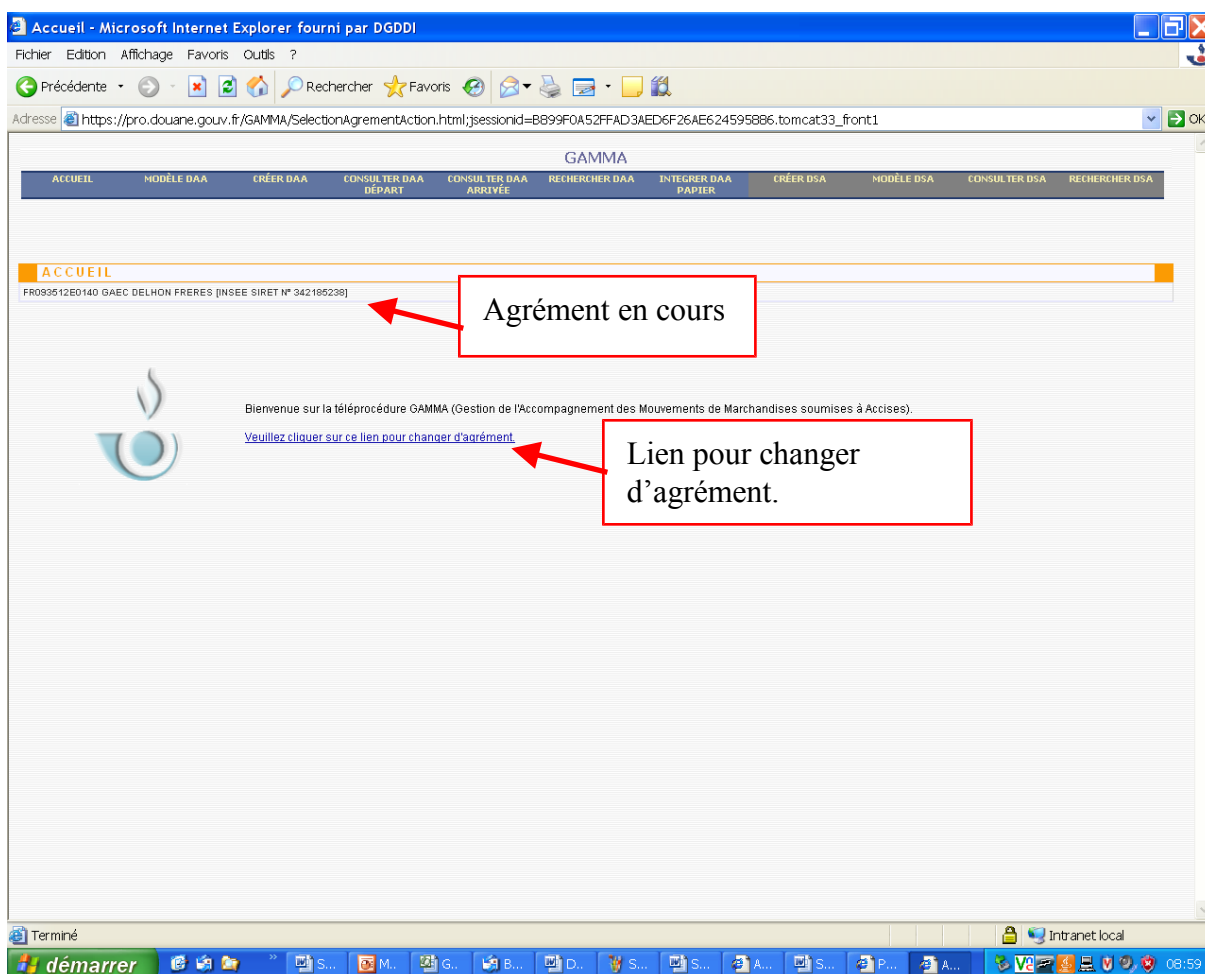 Accueil - Microsoft Internet Explorer fourni par DGDDI
Fichier Edition Affichage Favoris Outils ?
Précédente Rechercher Favoris
Adresse https://pro.douane.gouv.fr/GAMMA/SelectionAgrementAction.html;jsessionid=B899F0A52FFAD3AED6F26AE624595886.tomcat33_front1 OK
GAMMA
ACCUEIL MODÈLE DAA CRÉER DAA CONSULTER DAA DÉPART CONSULTER DAA ARRIVÉE RECHERCHER DAA INTEGRER DAA PAPIER CRÉER DSA MODÈLE DSA CONSULTER DSA RECHERCHER DSA
ACCUEIL
FR093512E0140 GAEC DELHON FRERES [INSEE SIRET N° 342185238]
Agrément en cours
Bienvenue sur la téléprocédure GAMMA (Gestion de l'Accompagnement des Mouvements de Marchandises soumises à Accises).
Veuillez cliquer sur ce lien pour changer d'agrément.
Lien pour changer
d’agrément.
Terminé Intranet local
démarrer S... M.. G.. B... D.. S... S... A... S... P... A... 08:59